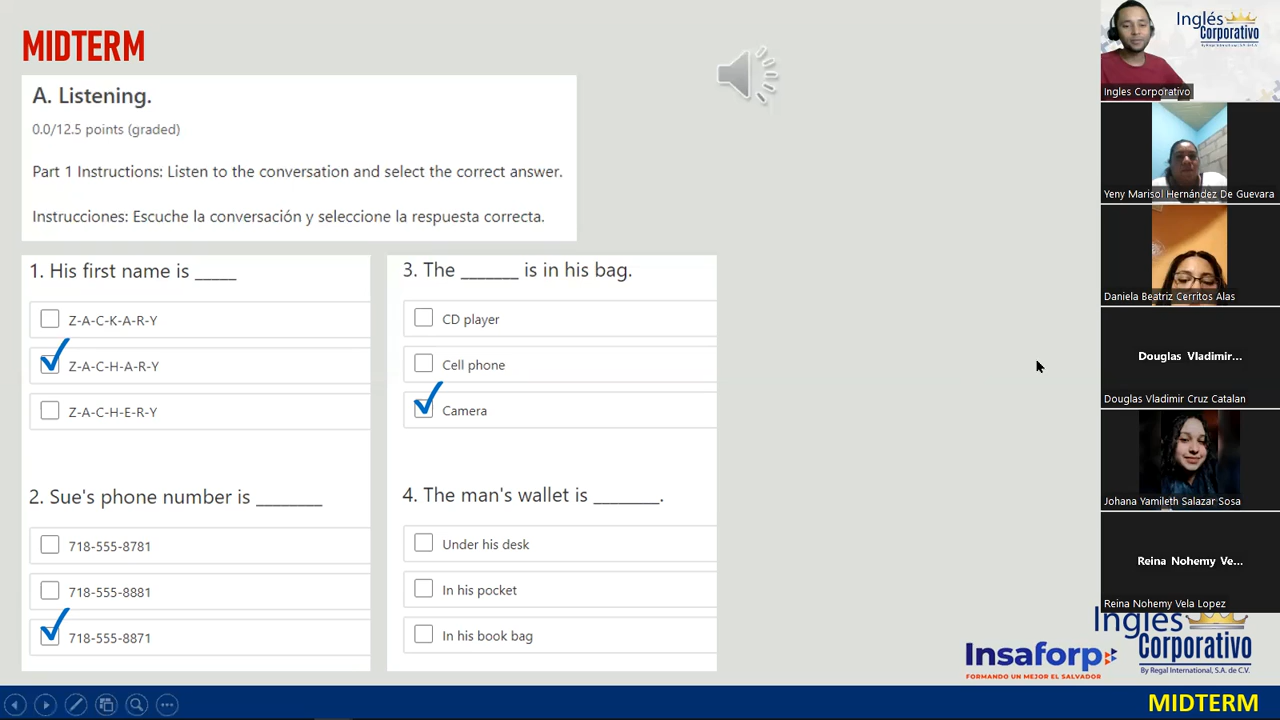 MIDTERM
A. Listening.
0.0/12.5 points (graded)
Part 1 Instructions: Listen to the conversation and select the correct answer.
Instrucciones: Escuche la conversación y seleccione la respuesta correcta.
1. His first name is _____
Z-A-C-K-A-R-Y
Z-A-C-H-A-R-Y
Z-A-C-H-E-R-Y
2. Sue's phone number is ________
718-555-8781
718-555-8881
718-555-8871
3. The _______ is in his bag.
CD player
Cell phone
Camera
4. The man's wallet is ________.
Under his desk
In his pocket
In his book bag
Inglés
Corporativo
By Regal International, S.A. de C.V.
Ingles Corporativo
Yeny Marisol Hernández De Guevara
Daniela Beatriz Cerritos Alas
Douglas Vladimir...
Douglas Vladimir Cruz Catalan
Johana Yamileth Salazar Sosa
Reina Nohemy Ve...
Reina Nohemy Vela Lopez
Insaforp
FORMANDO UN MEJOR EL SALVADOR
Inglés
Corporativo
By Regal International, S.A. de C.V.
MIDTERM